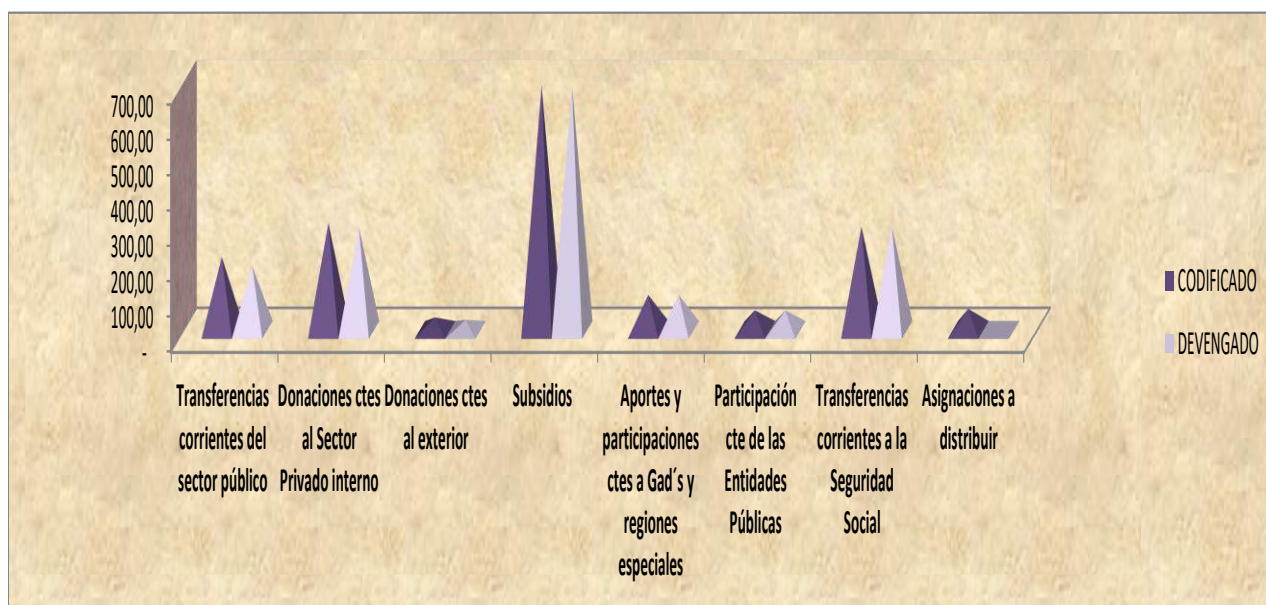 700,00
600,00
500,00
400,00
300,00
200,00
100,00
-
Transferencias
corrientes del
sector público
Donaciones ctes
al Sector
Privado interno
Donaciones ctes
al exterior
Subsidios
Aportes y
participaciones
ctes a Gad´s y
regiones
especiales
Participación
cte de las
Entidades
Públicas
Transferencias
corrientes a la
Seguridad
Social
Asignaciones a
distribuir
CODIFICADO
DEVENGADO